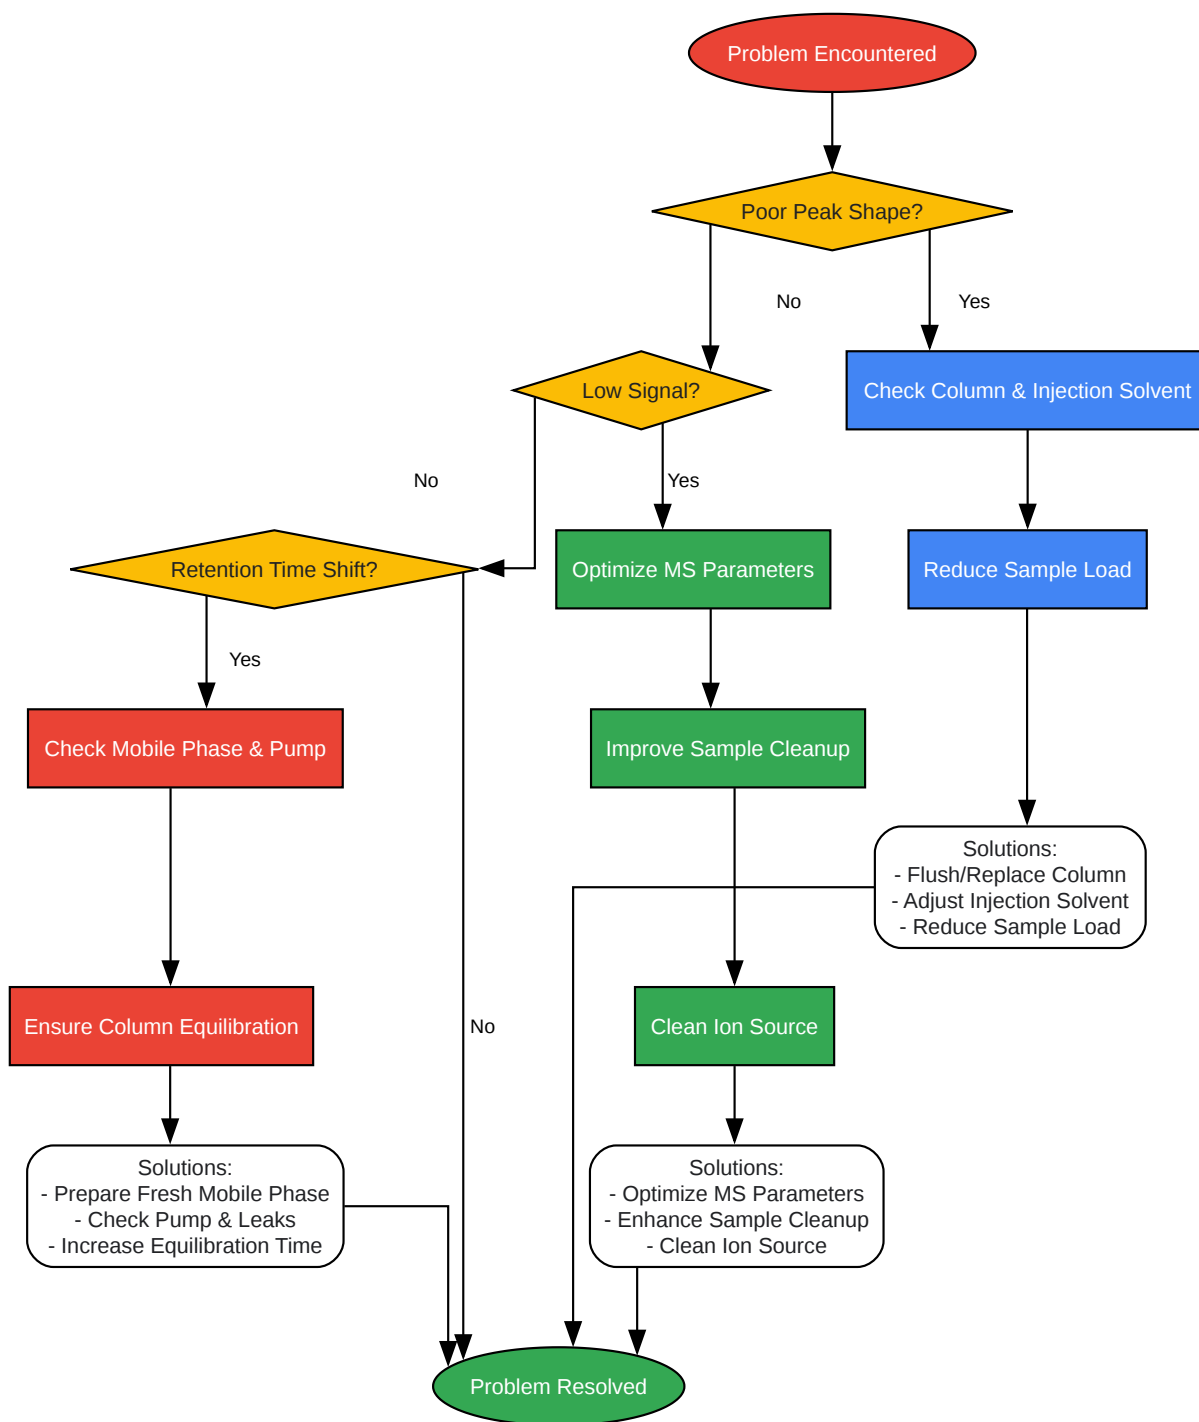 Problem Encountered
Poor Peak Shape?
No
Yes
Low Signal?
Check Column & Injection Solvent
No
Yes
Retention Time Shift?
Optimize MS Parameters
Reduce Sample Load
Yes
Check Mobile Phase & Pump
Improve Sample Cleanup
Solutions:
- Flush/Replace Column
- Adjust Injection Solvent
- Reduce Sample Load
Ensure Column Equilibration
No
Clean Ion Source
Solutions:
- Prepare Fresh Mobile Phase
- Check Pump & Leaks
- Increase Equilibration Time
Solutions:
- Optimize MS Parameters
- Enhance Sample Cleanup
- Clean Ion Source
Problem Resolved